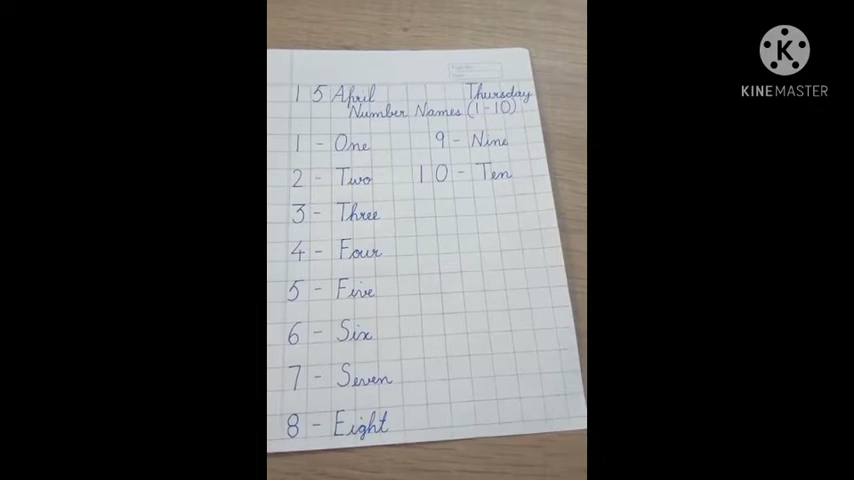 15 April Thursday
Number Names (1-10)
1 - One
2 - Two
3 - Three
4 - Four
5 - Five
6 - Six
7 - Seven
8 - Eight
9 - Nine
10 - Ten
KINEMASTER